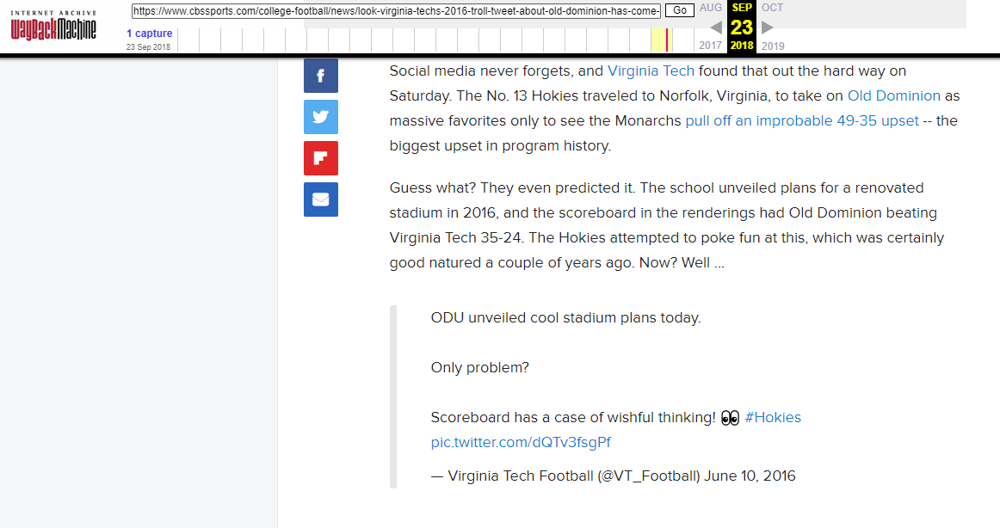 INTERNET ARCHIVE
WayBackMachine
https://www.cbssports.com/college-football/news/look-virginia-techs-2016-troll-tweet-about-old-dominion-has-come-
Go
AUG
SEP
OCT
1 capture
23 Sep 2018
23
2017
2018
2019
Social media never forgets, and Virginia Tech found that out the hard way on
Saturday. The No. 13 Hokies traveled to Norfolk, Virginia, to take on Old Dominion as
massive favorites only to see the Monarchs pull off an improbable 49-35 upset -- the
biggest upset in program history.
Guess what? They even predicted it. The school unveiled plans for a renovated
stadium in 2016, and the scoreboard in the renderings had Old Dominion beating
Virginia Tech 35-24. The Hokies attempted to poke fun at this, which was certainly
good natured a couple of years ago. Now? Well ...
ODU unveiled cool stadium plans today.
Only problem?
Scoreboard has a case of wishful thinking! 👀 #Hokies
pic.twitter.com/dQTv3fsgPf
— Virginia Tech Football (@VT_Football) June 10, 2016